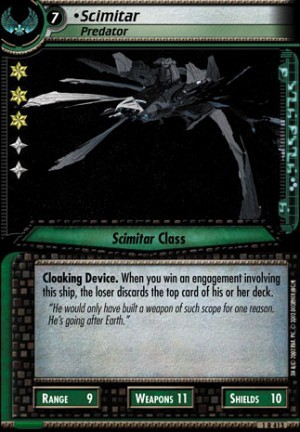 7
•Scimitar
Predator
Scimitar Class
Cloaking Device. When you win an engagement involving
this ship, the loser discards the top card of his or her deck.
"He would only have built a weapon of such scope for one reason.
He's going after Earth."
RANGE 9 WEAPONS 11 SHIELDS 10
1 R 413